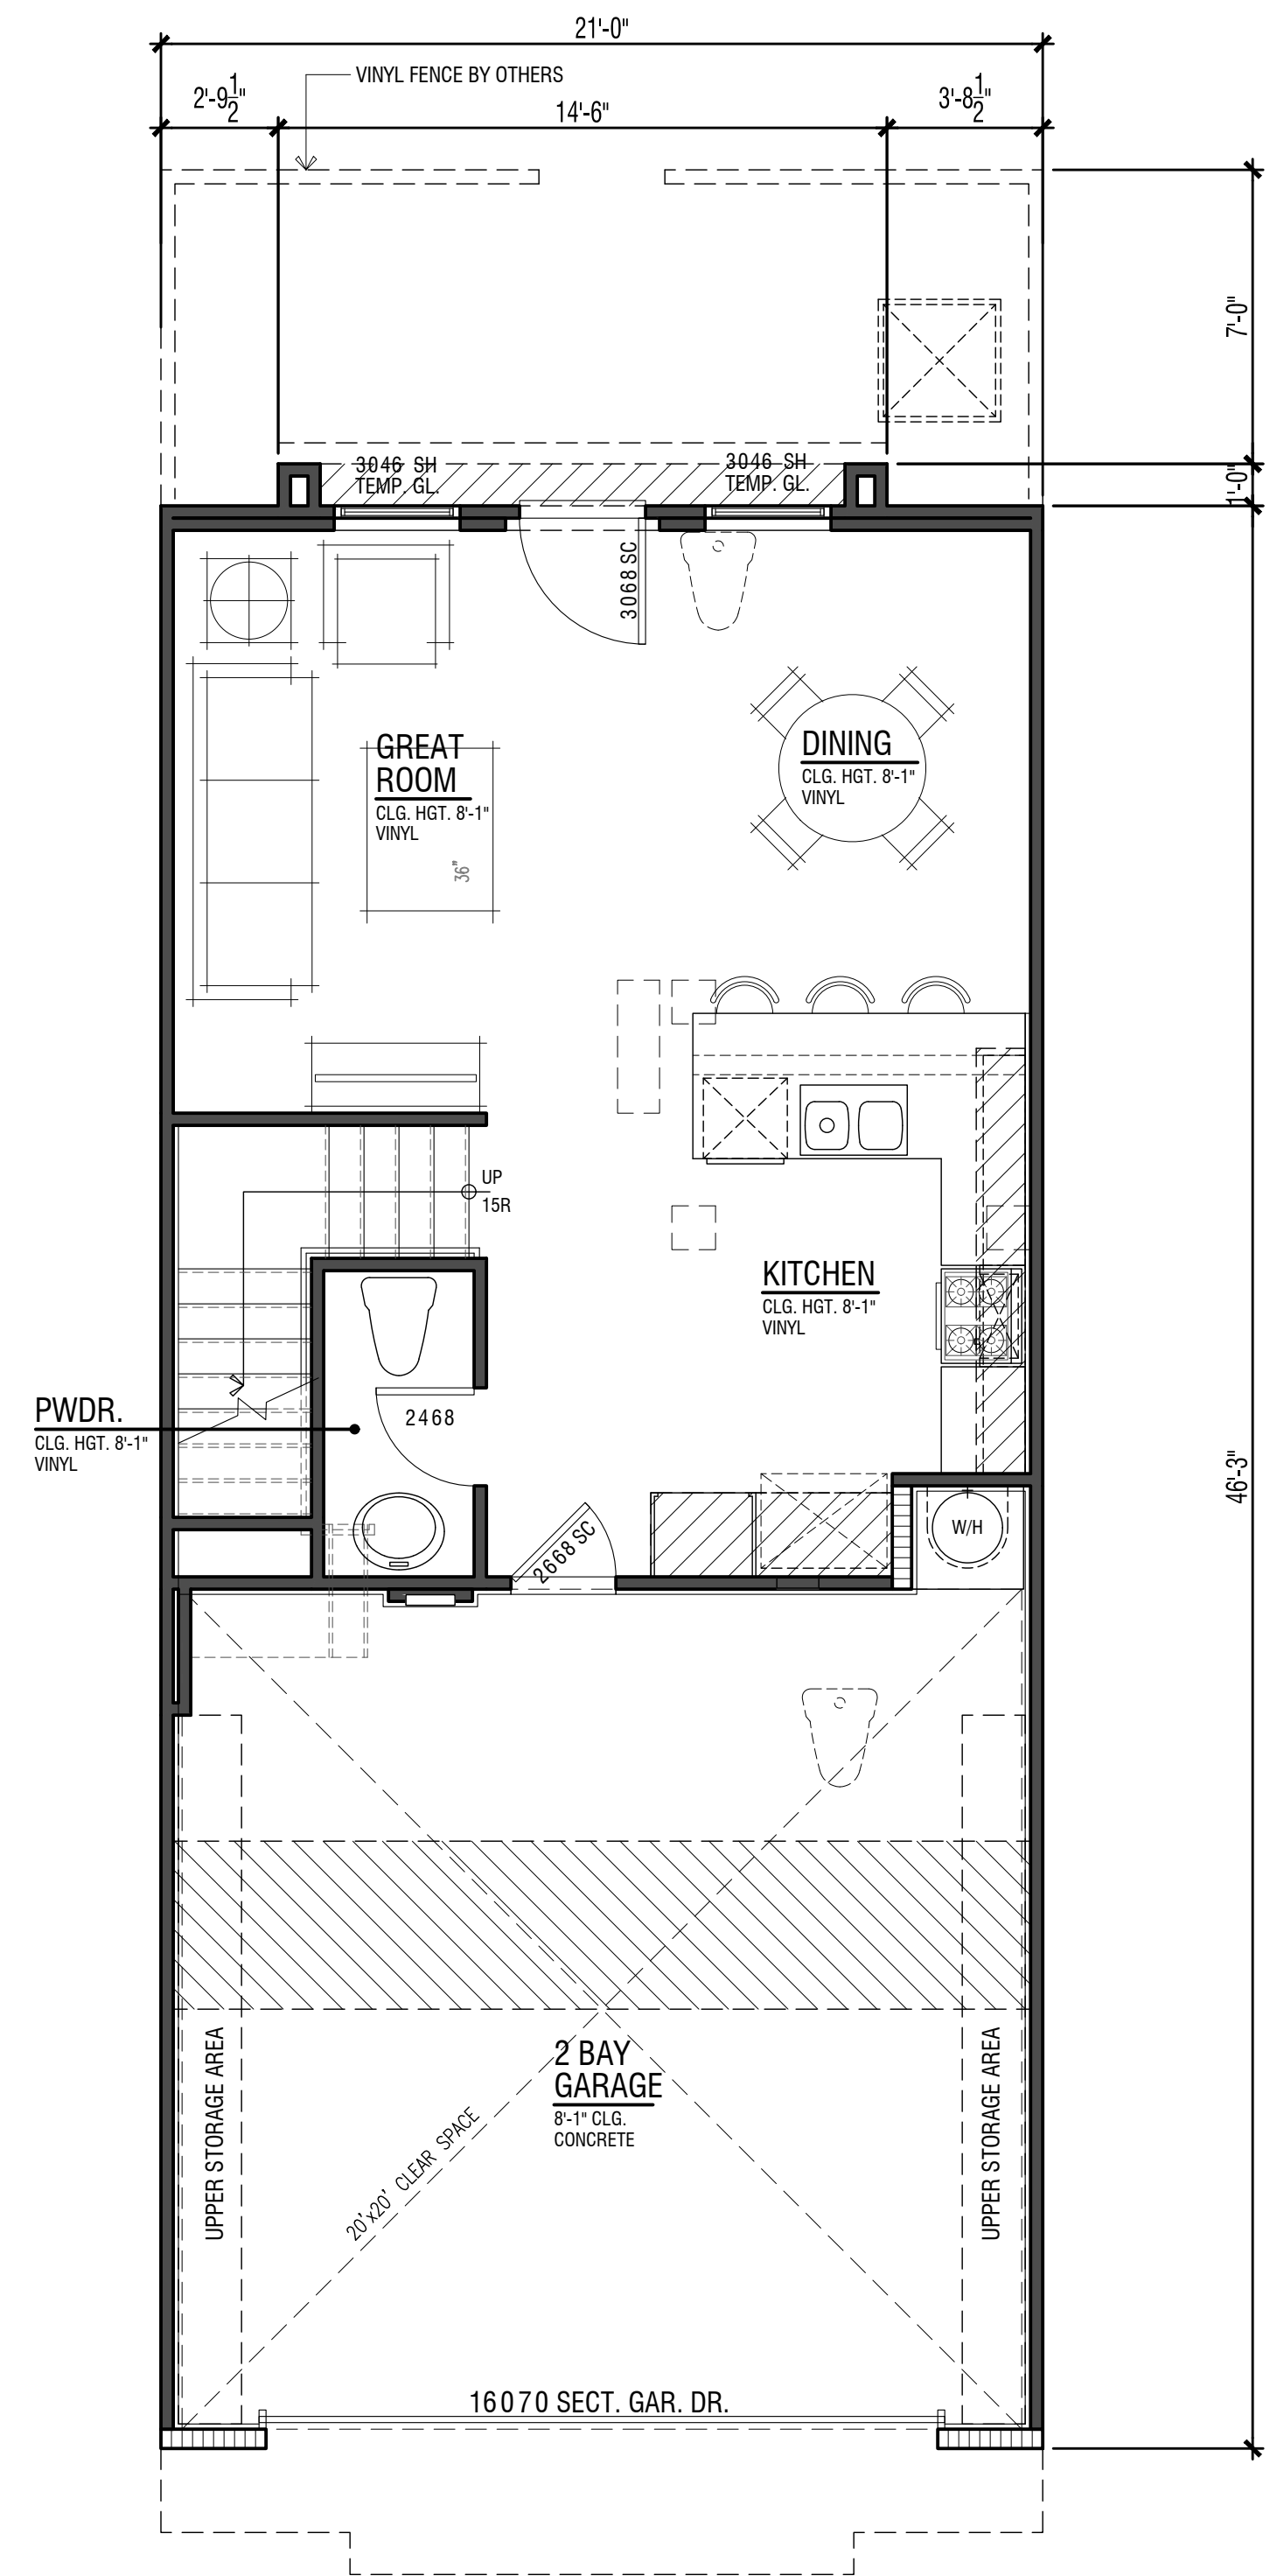 21'-0"
VINYL FENCE BY OTHERS
2'-9 1/2"
14'-6"
3'-8 1/2"
7'-0"
1'-0"
3046 SH
TEMP. GL.
3046 SH
TEMP. GL.
3068 SC
GREAT
ROOM
CLG. HGT. 8'-1"
VINYL
36"
DINING
CLG. HGT. 8'-1"
VINYL
UP
15R
KITCHEN
CLG. HGT. 8'-1"
VINYL
PWDR.
CLG. HGT. 8'-1"
VINYL
2468
2668 SC
W/H
46'-3"
UPPER STORAGE AREA
2 BAY
GARAGE
8'-1" CLG.
CONCRETE
UPPER STORAGE AREA
20'x20' CLEAR SPACE
16070 SECT. GAR. DR.